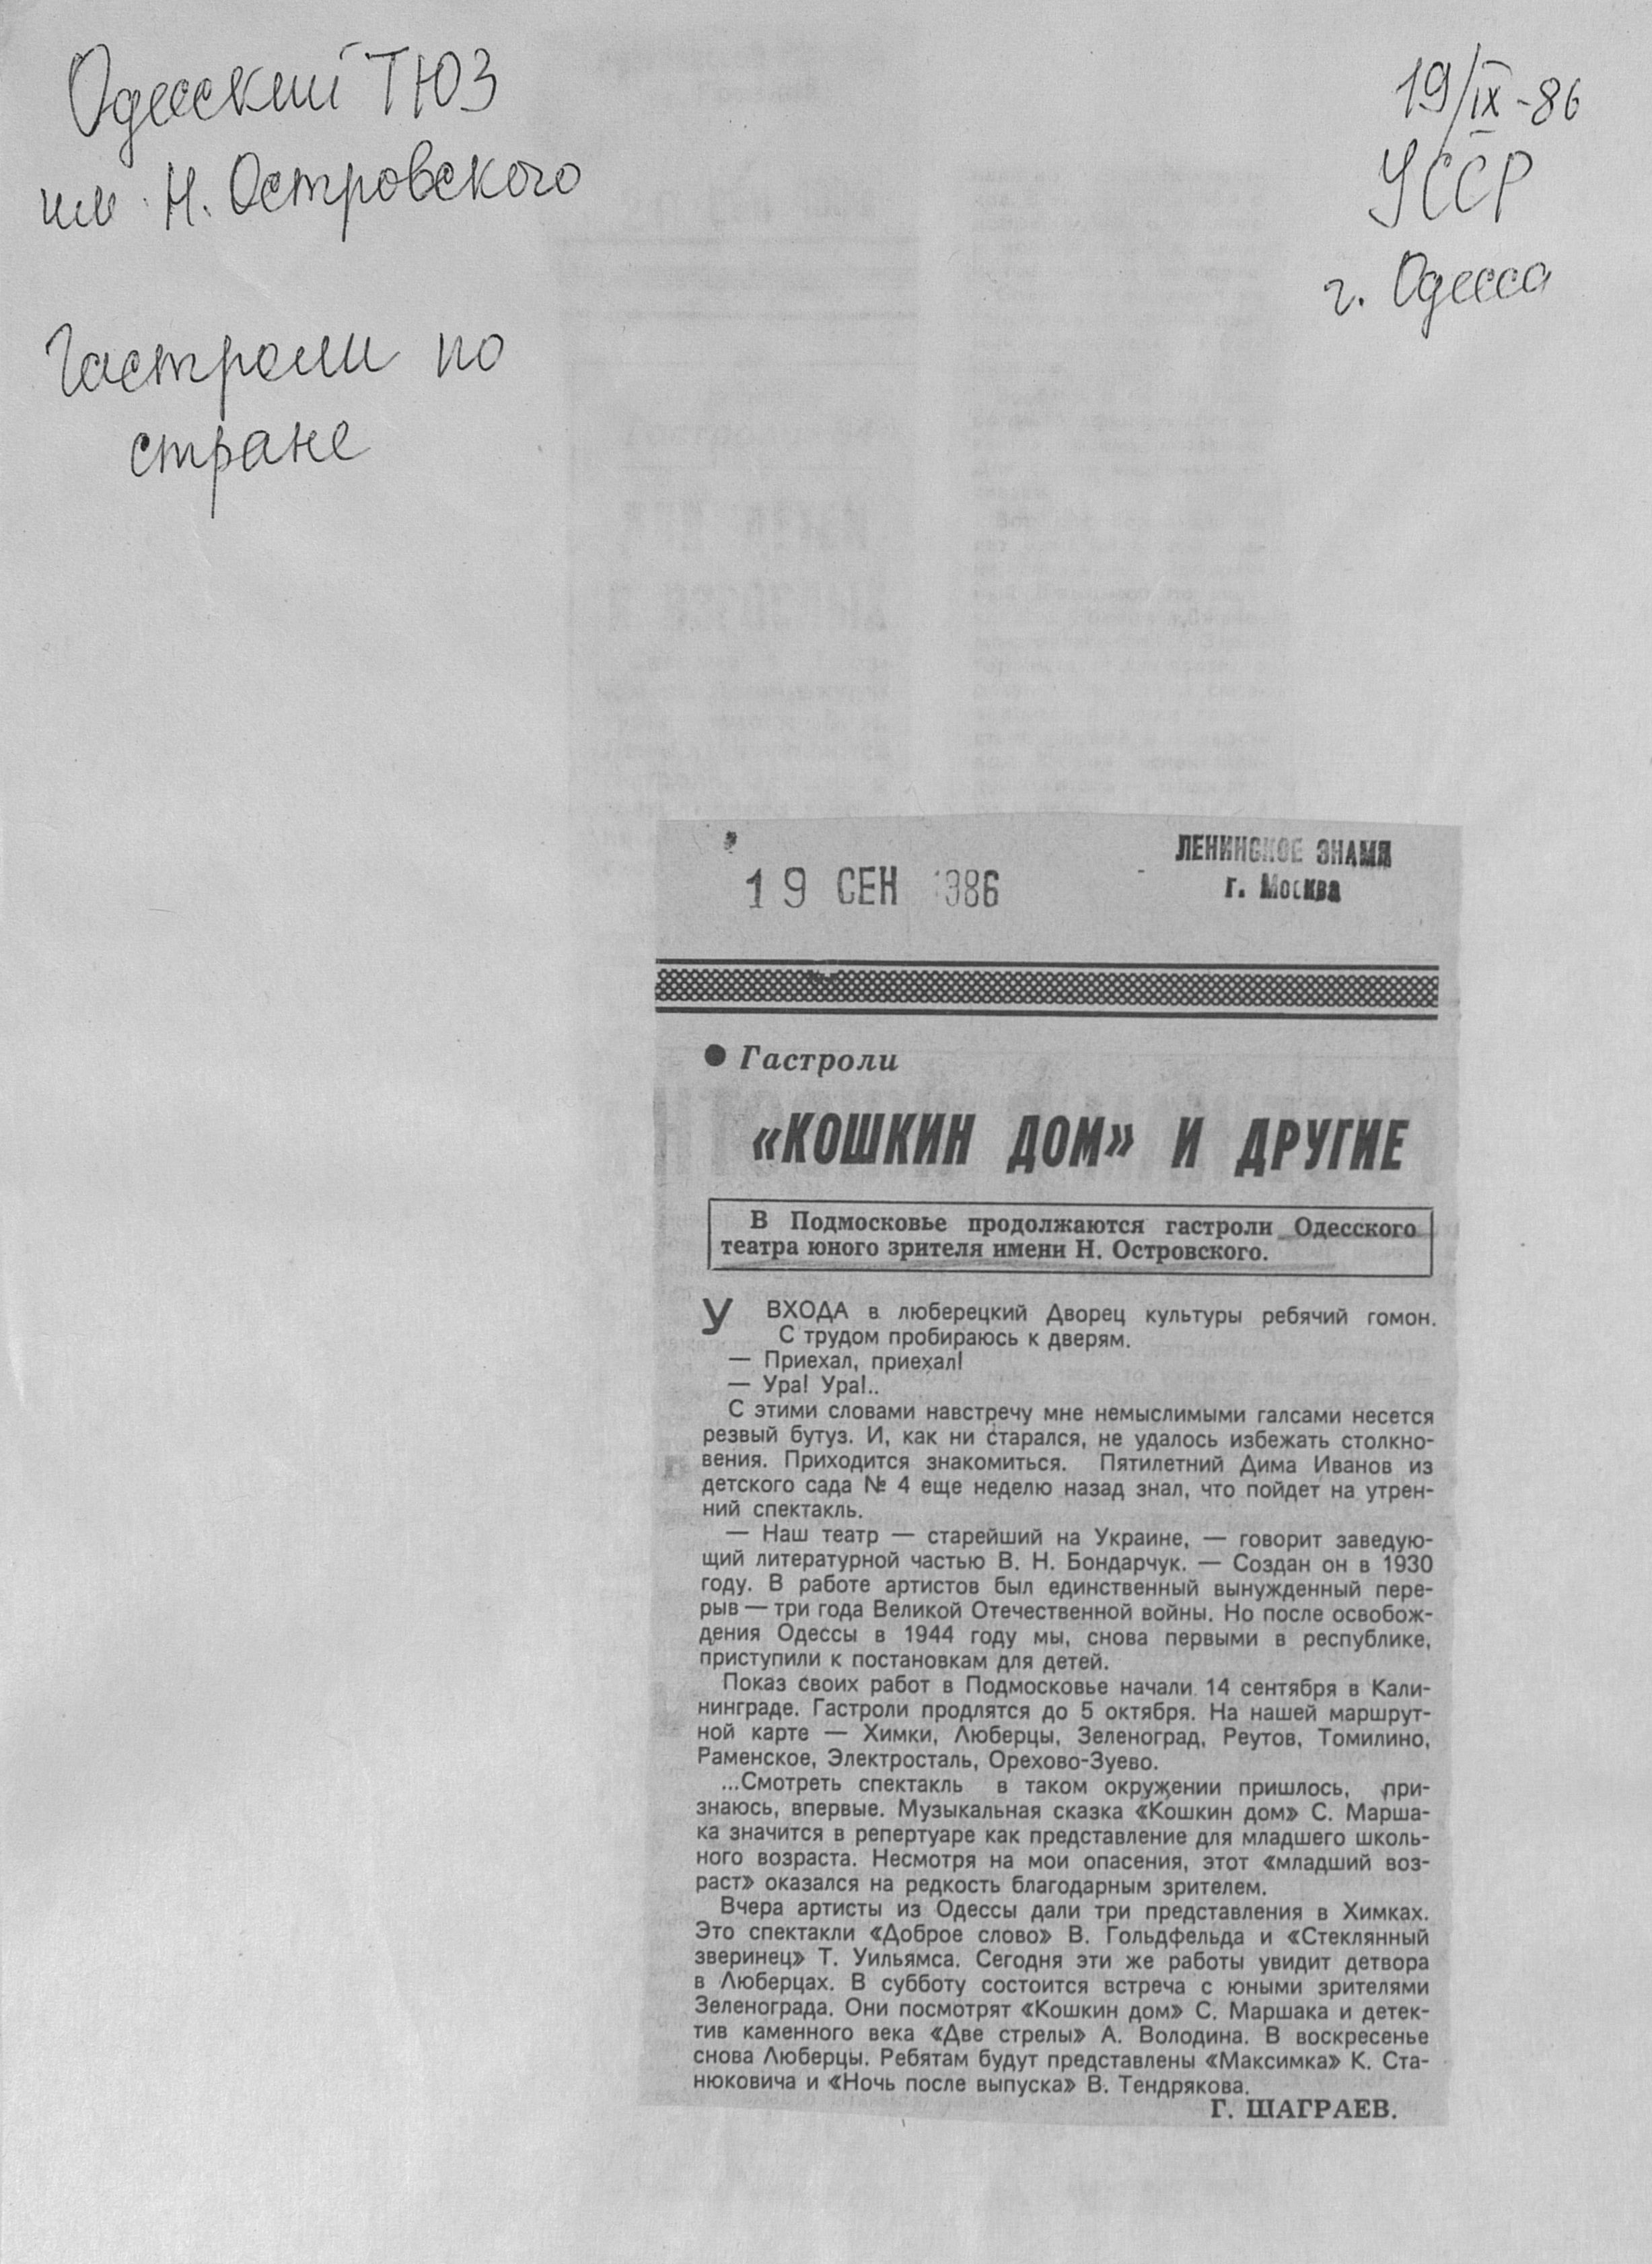 Одесский ТЮЗ
им. Н. Островского
Гастроли по
стране
19/IX-86
УССР
г. Одесса
19 СЕН 1986
ЛЕНИНСКОЕ ЗНАМЯ
г. Москва
● Гастроли
«КОШКИН ДОМ» И ДРУГИЕ
В Подмосковье продолжаются гастроли Одесского
театра юного зрителя имени Н. Островского.
У ВХОДА в люберецкий Дворец культуры ребячий гомон.
С трудом пробираюсь к дверям.
— Приехал, приехал!
— Ура! Ура!..
С этими словами навстречу мне немыслимыми галсами несется
резвый бутуз. И, как ни старался, не удалось избежать столкно-
вения. Приходится знакомиться. Пятилетний Дима Иванов из
детского сада № 4 еще неделю назад знал, что пойдет на утрен-
ний спектакль.
— Наш театр — старейший на Украине, — говорит заведую-
щий литературной частью В. Н. Бондарчук. — Создан он в 1930
году. В работе артистов был единственный вынужденный пере-
рыв — три года Великой Отечественной войны. Но после освобож-
дения Одессы в 1944 году мы, снова первыми в республике,
приступили к постановкам для детей.
Показ своих работ в Подмосковье начали 14 сентября в Кали-
нинграде. Гастроли продлятся до 5 октября. На нашей маршрут-
ной карте — Химки, Люберцы, Зеленоград, Реутов, Томилино,
Раменское, Электросталь, Орехово-Зуево.
...Смотреть спектакль в таком окружении пришлось, при-
знаюсь, впервые. Музыкальная сказка «Кошкин дом» С. Марша-
ка значится в репертуаре как представление для младшего школь-
ного возраста. Несмотря на мои опасения, этот «младший воз-
раст» оказался на редкость благодарным зрителем.
Вчера артисты из Одессы дали три представления в Химках.
Это спектакли «Доброе слово» В. Гольдфельда и «Стеклянный
зверинец» Т. Уильямса. Сегодня эти же работы увидит детвора
в Люберцах. В субботу состоится встреча с юными зрителями
Зеленограда. Они посмотрят «Кошкин дом» С. Маршака и детек-
тив каменного века «Две стрелы» А. Володина. В воскресенье
снова Люберцы. Ребятам будут представлены «Максимка» К. Ста-
нюковича и «Ночь после выпуска» В. Тендрякова.
Г. ШАГРАЕВ.